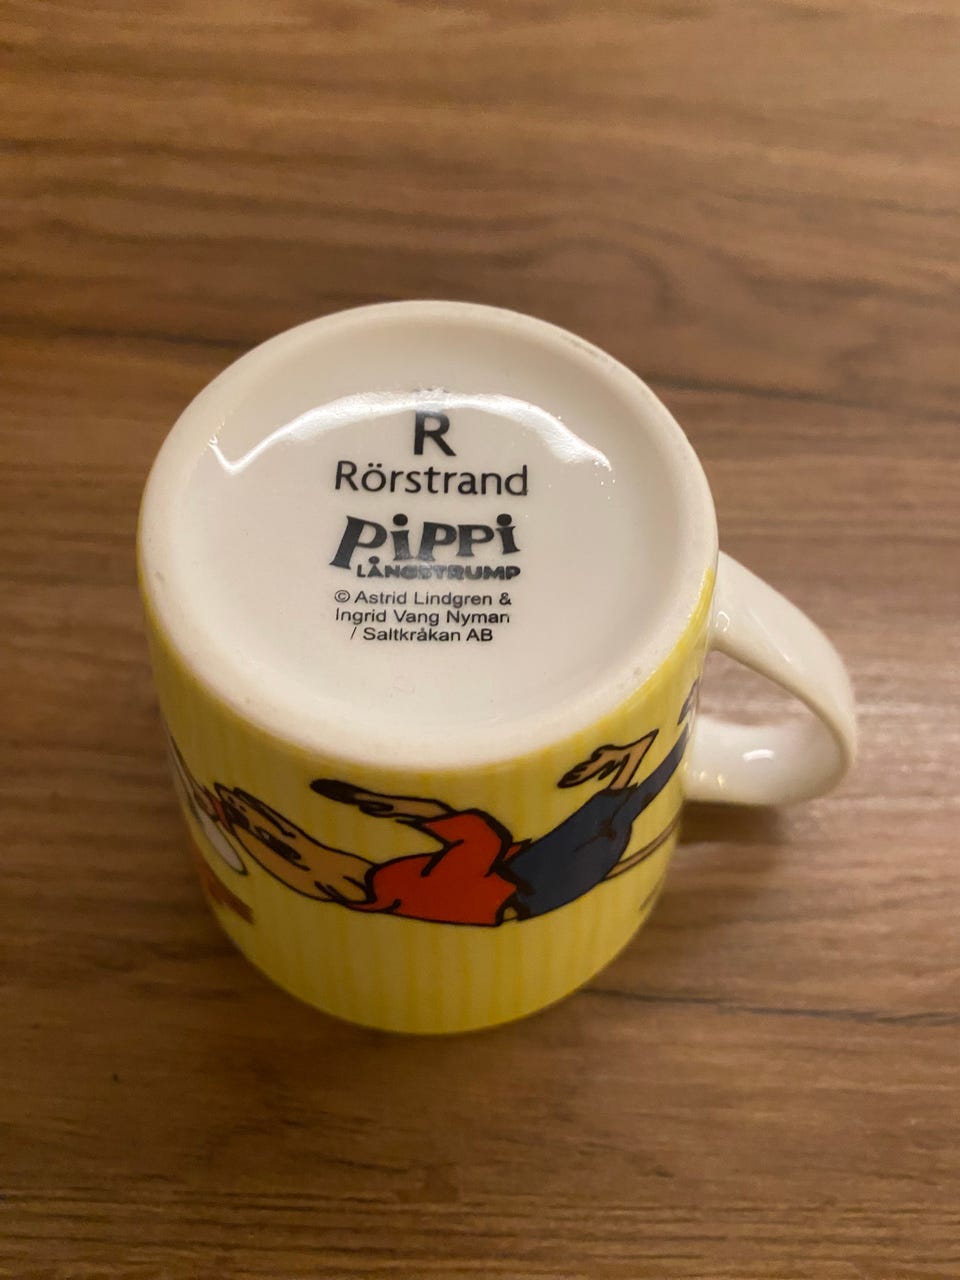 R
Rörstrand
PiPPi
LÅNGSTRUMP
© Astrid Lindgren &
Ingrid Vang Nyman
/ Saltkråkan AB